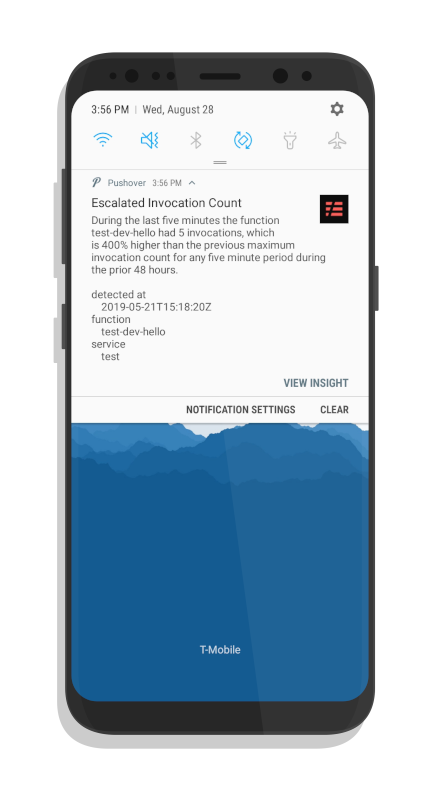 3:56 PM | Wed, August 28
Pushover 3:56 PM
Escalated Invocation Count
During the last five minutes the function
test-dev-hello had 5 invocations, which
is 400% higher than the previous maximum
invocation count for any five minute period during
the prior 48 hours.
detected at
2019-05-21T15:18:20Z
function
test-dev-hello
service
test
VIEW INSIGHT
NOTIFICATION SETTINGS CLEAR
T-Mobile